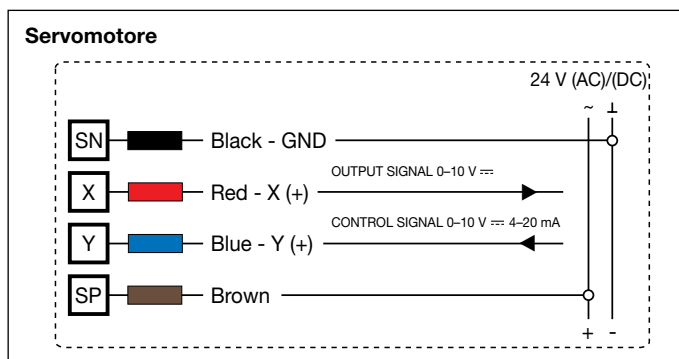 Servomotore
24 V (AC)/(DC)
~ ⊥
SN Black - GND
X Red - X (+) OUTPUT SIGNAL 0–10 V ⎓
Y Blue - Y (+) CONTROL SIGNAL 0–10 V ⎓ 4–20 mA
SP Brown
+ -